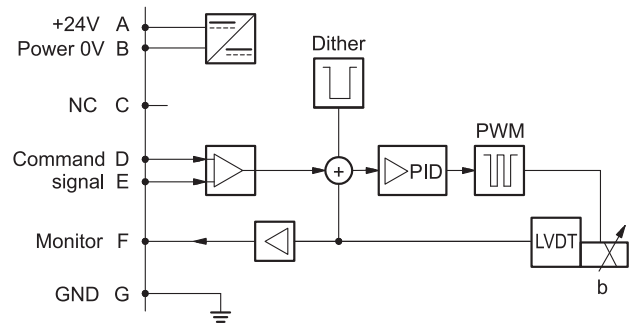 +24V A
Power 0V B
Dither
NC C
PWM
Command D
signal E
+
PID
Monitor F
LVDT
b
GND G